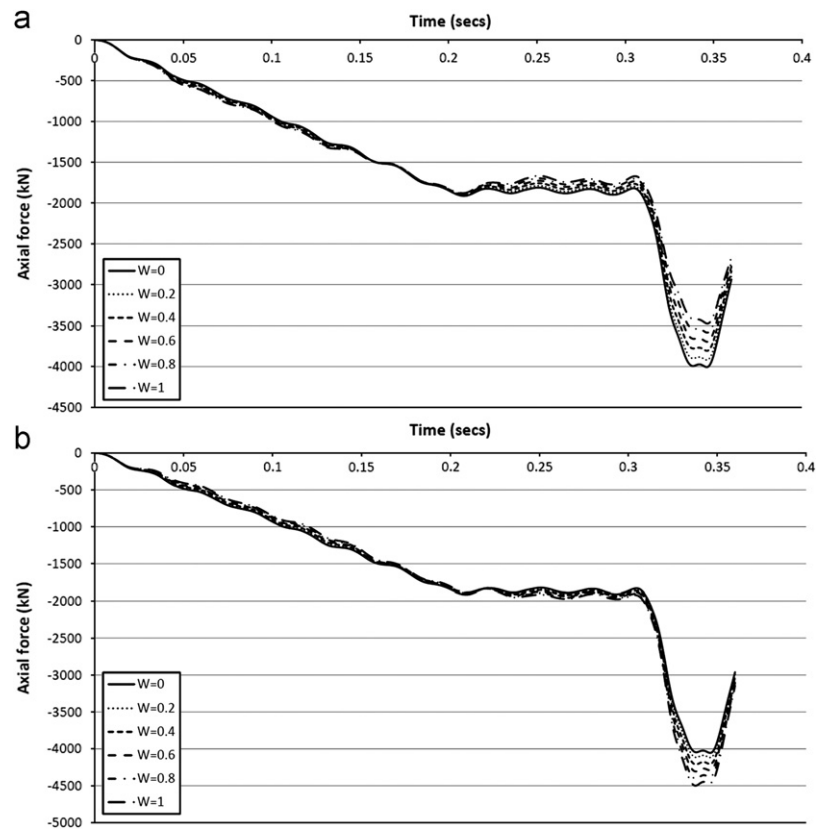 a
Time (secs)
0 0.05 0.1 0.15 0.2 0.25 0.3 0.35 0.4
0
-500
-1000
-1500
-2000
-2500
-3000
-3500
-4000
-4500
Axial force (kN)
W=0
W=0.2
W=0.4
W=0.6
W=0.8
W=1
b
Time (secs)
0 0.05 0.1 0.15 0.2 0.25 0.3 0.35 0.4
0
-500
-1000
-1500
-2000
-2500
-3000
-3500
-4000
-4500
-5000
Axial force (kN)
W=0
W=0.2
W=0.4
W=0.6
W=0.8
W=1